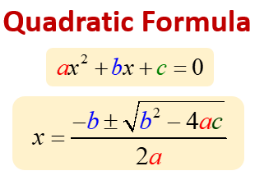 Quadratic Formula
ax² + bx + c = 0
x = (-b ± √(b² − 4ac)) / 2a